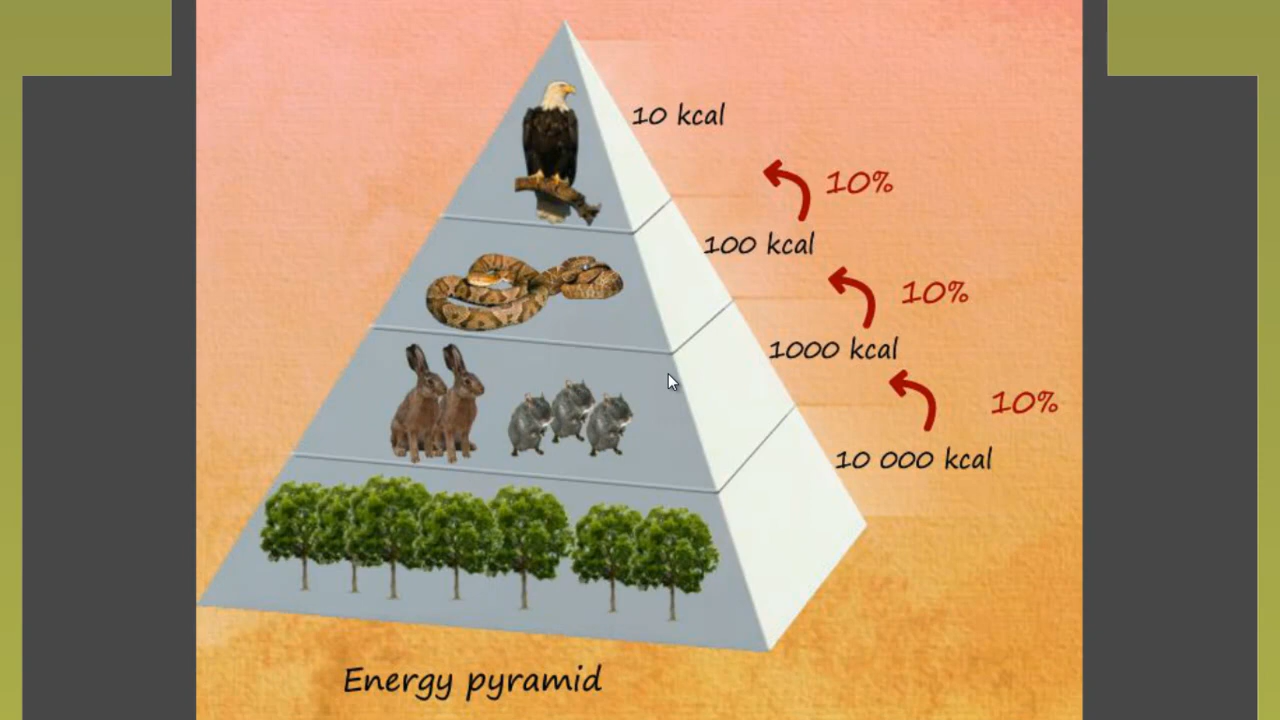 10 kcal
10%
100 kcal
10%
1000 kcal
10%
10 000 kcal
Energy pyramid